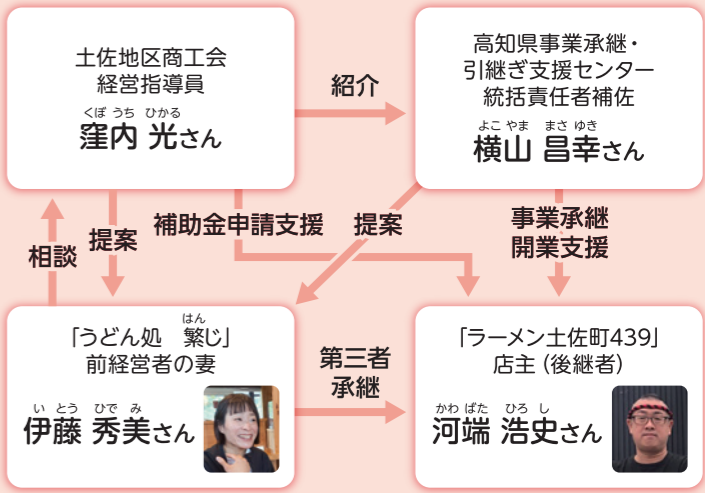 土佐地区商工会
経営指導員
くぼ うち ひかる
窪内 光さん
紹介
高知県事業承継・
引継ぎ支援センター
統括責任者補佐
よこ やま まさ ゆき
横山 昌幸さん
相談
提案
補助金申請支援
提案
事業承継
開業支援
はん
「うどん処 繁じ」
前経営者の妻
い とう ひで み
伊藤 秀美さん
第三者
承継
「ラーメン土佐町439」
店主（後継者）
かわ ばた ひろ し
河端 浩史さん